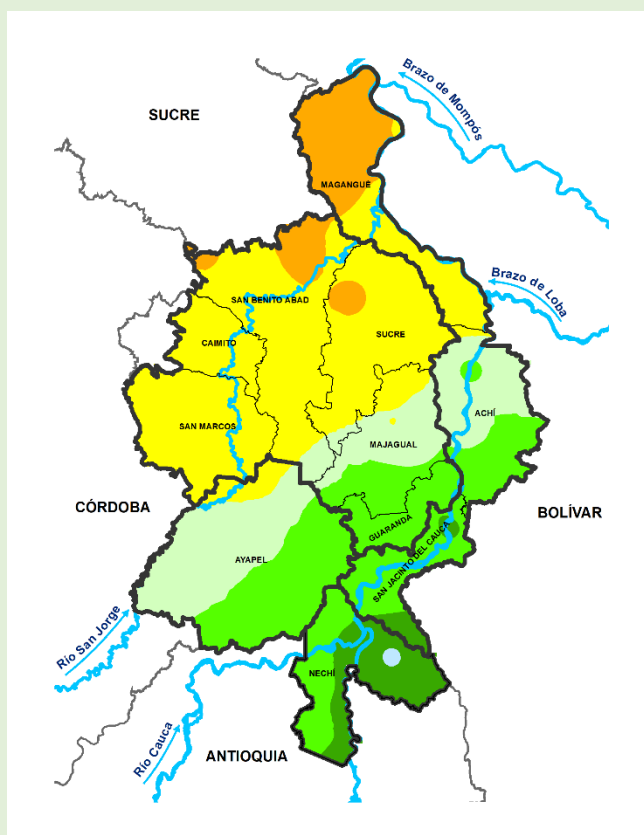 Brazo de Mompós
SUCRE
MAGANGUÉ
Brazo de Loba
SAN BENITO ABAD
SUCRE
CAIMITO
ACHÍ
SAN MARCOS
MAJAGUAL
CÓRDOBA
BOLÍVAR
GUARANDA
AYAPEL
SAN JACINTO DEL CAUCA
Río San Jorge
NECHÍ
Río Cauca
ANTIOQUIA